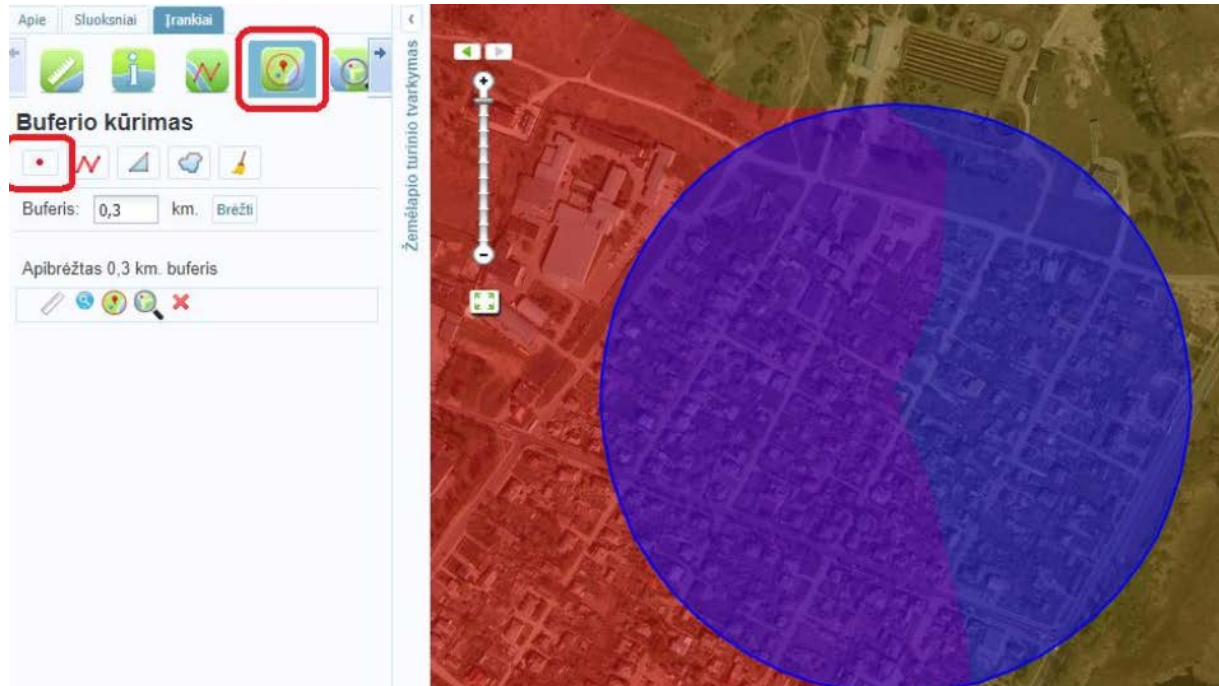 Apie Sluoksniai Įrankiai
Buferio kūrimas
Buferis: 0,3 km. Brėžti
Apibrėžtas 0,3 km. buferis
Žemėlapio turinio tvarkymas